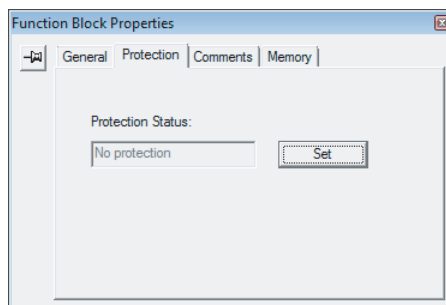 Function Block Properties
General Protection Comments Memory
Protection Status:
No protection Set